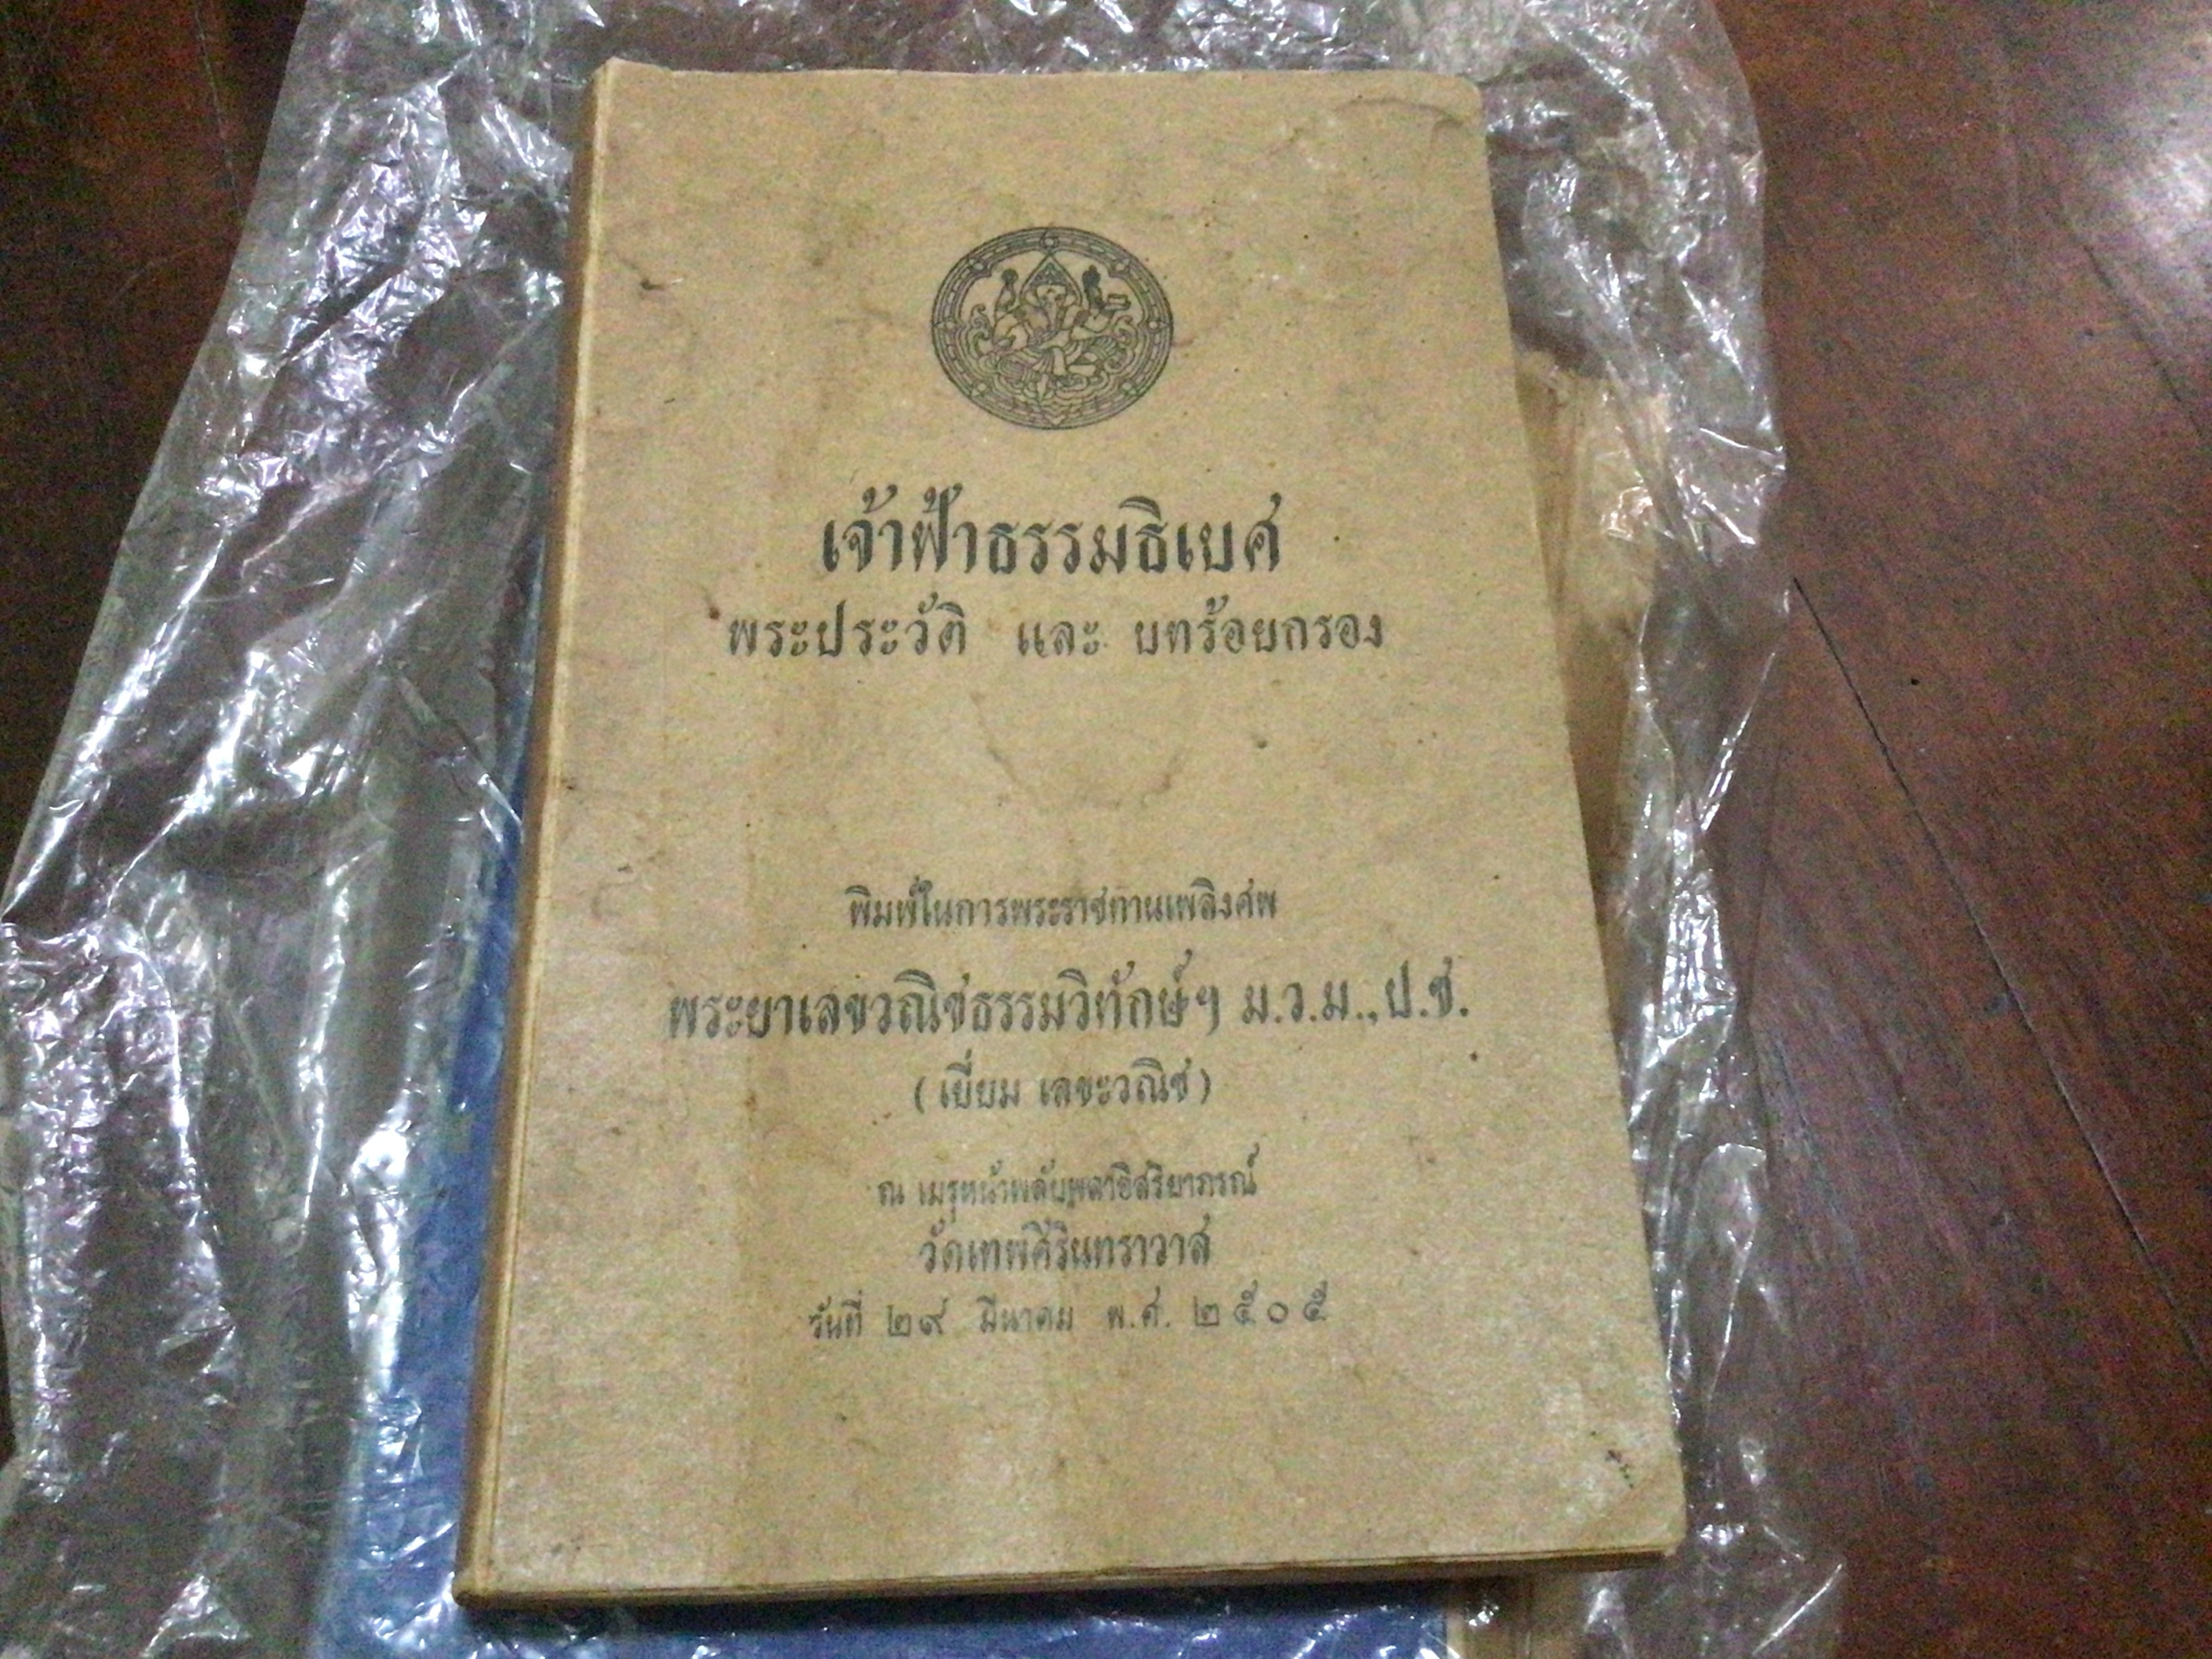 เจ้าฟ้าธรรมธิเบศ
พระประวัติ และ บทร้อยกรอง
พิมพ์ในการพระราชทานเพลิงศพ
พระยาเลขวณิชธรรมวิทักษ์ฯ ม.ว.ม., ป.ช.
(เยี่ยม เลขะวณิช)
ณ เมรุหน้าพลับพลาอิสริยาภรณ์
วัดเทพศิรินทราวาส
วันที่ ๒๙ มีนาคม พ.ศ. ๒๕๐๕